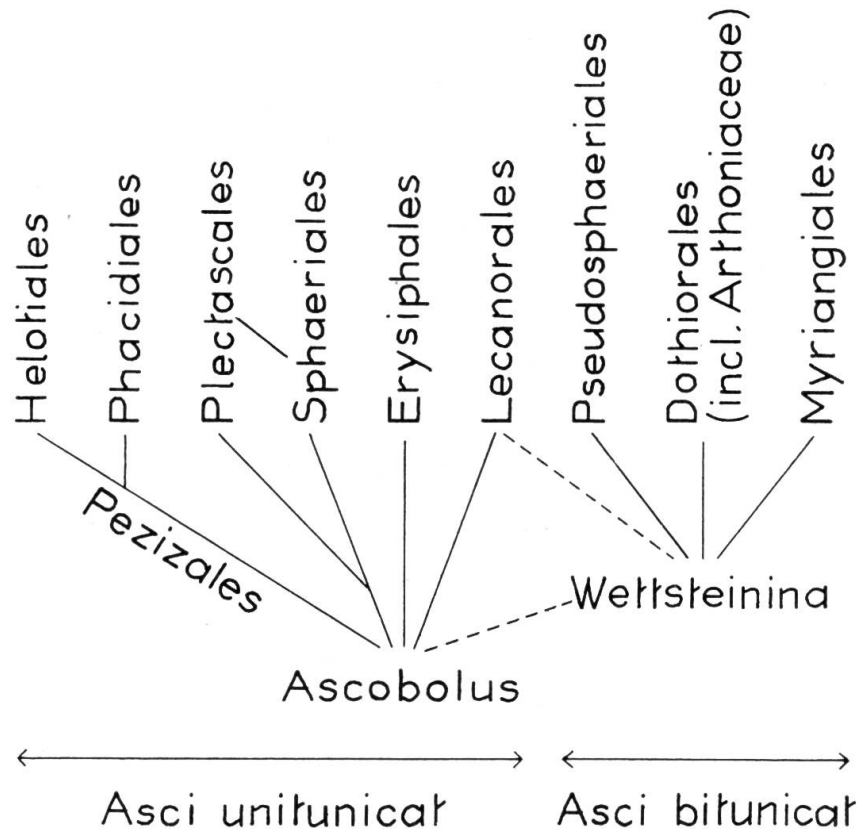 Helotiales
Phacidiales
Plectascales
Sphaeriales
Erysiphales
Lecanorales
Pseudosphaeriales
Dothiorales
(incl. Arthoniaceae)
Myriangiales
Pezizales
Wettsteinina
Ascobolus
Asci unitunicat
Asci bitunicat